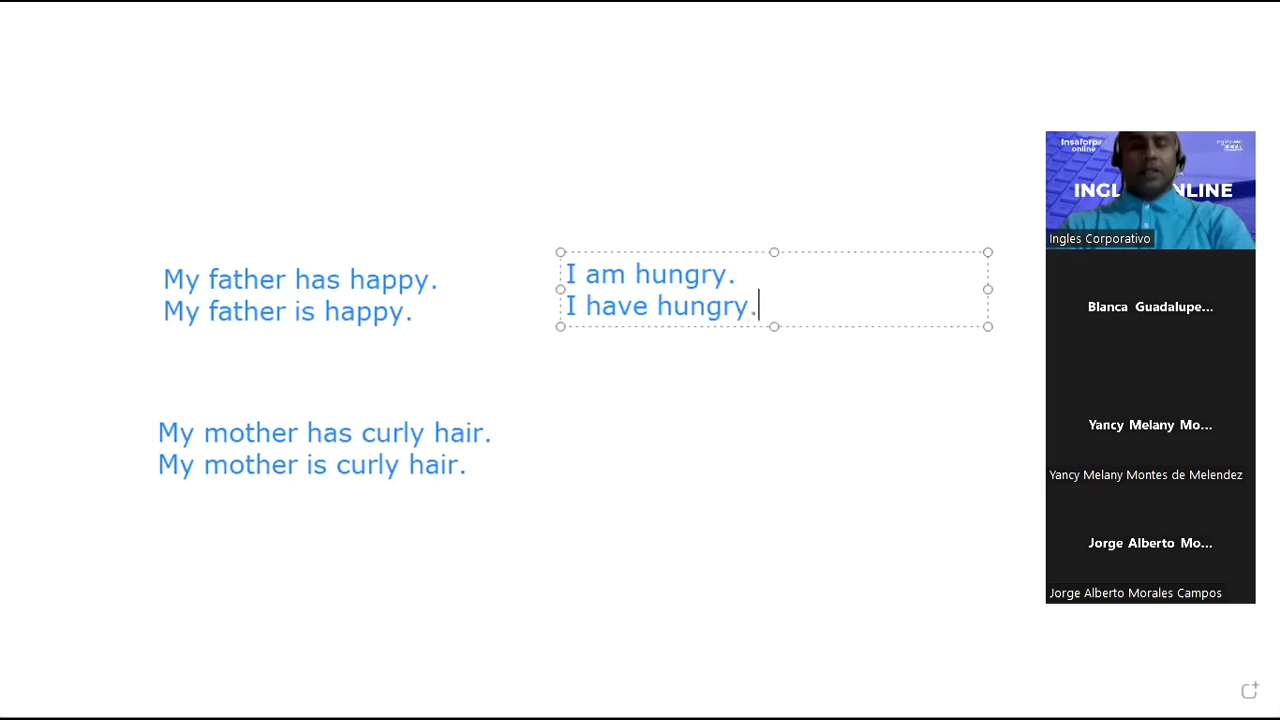 My father has happy.
My father is happy.
I am hungry.
I have hungry.
My mother has curly hair.
My mother is curly hair.
Insaforp
online
Ingles Corporativo
Blanca Guadalupe...
Yancy Melany Mo...
Yancy Melany Montes de Melendez
Jorge Alberto Mo...
Jorge Alberto Morales Campos